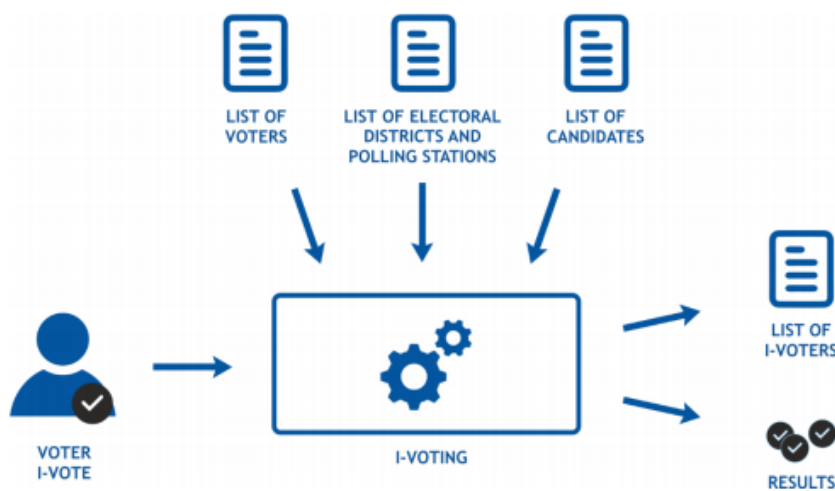 LIST OF
VOTERS
LIST OF ELECTORAL
DISTRICTS AND
POLLING STATIONS
LIST OF
CANDIDATES
LIST OF
I-VOTERS
VOTER
I-VOTE
I-VOTING
RESULTS